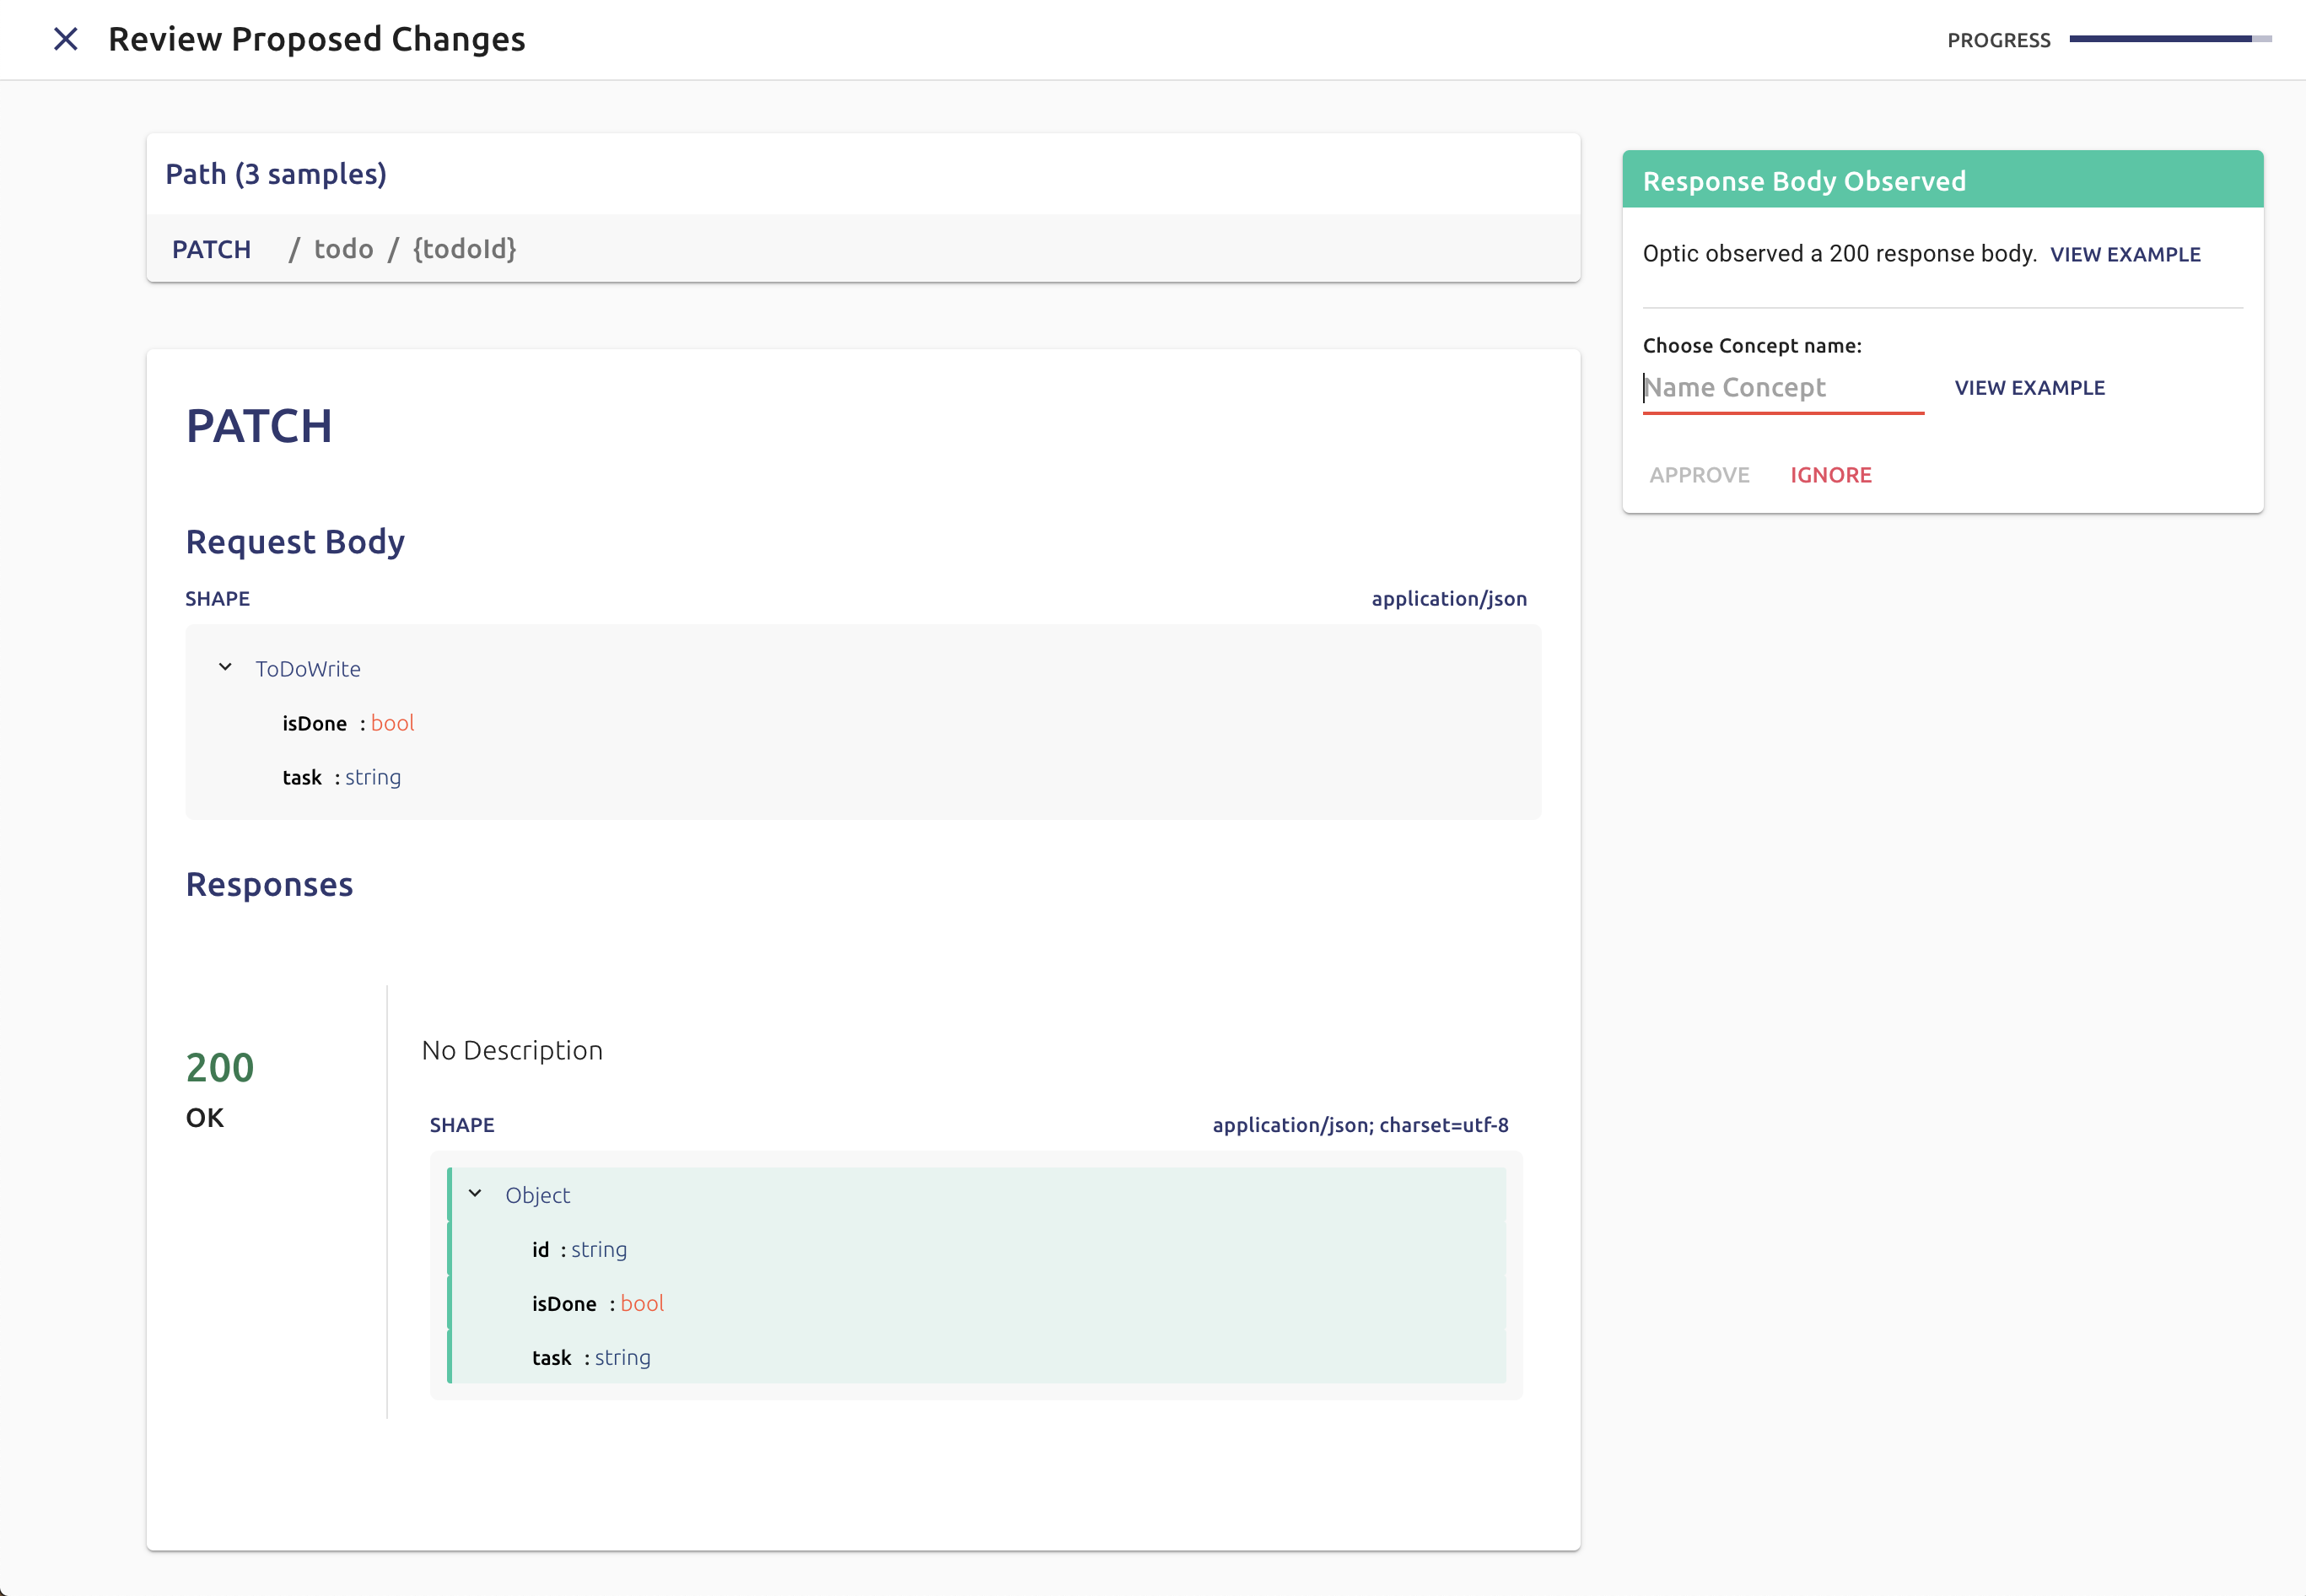 Review Proposed Changes
PROGRESS
Path (3 samples)
PATCH / todo / {todoId}
PATCH
Request Body
SHAPE application/json
ToDoWrite
isDone : bool
task : string
Responses
200
OK
No Description
SHAPE application/json; charset=utf-8
Object
id : string
isDone : bool
task : string
Response Body Observed
Optic observed a 200 response body. VIEW EXAMPLE
Choose Concept name:
Name Concept VIEW EXAMPLE
APPROVE IGNORE